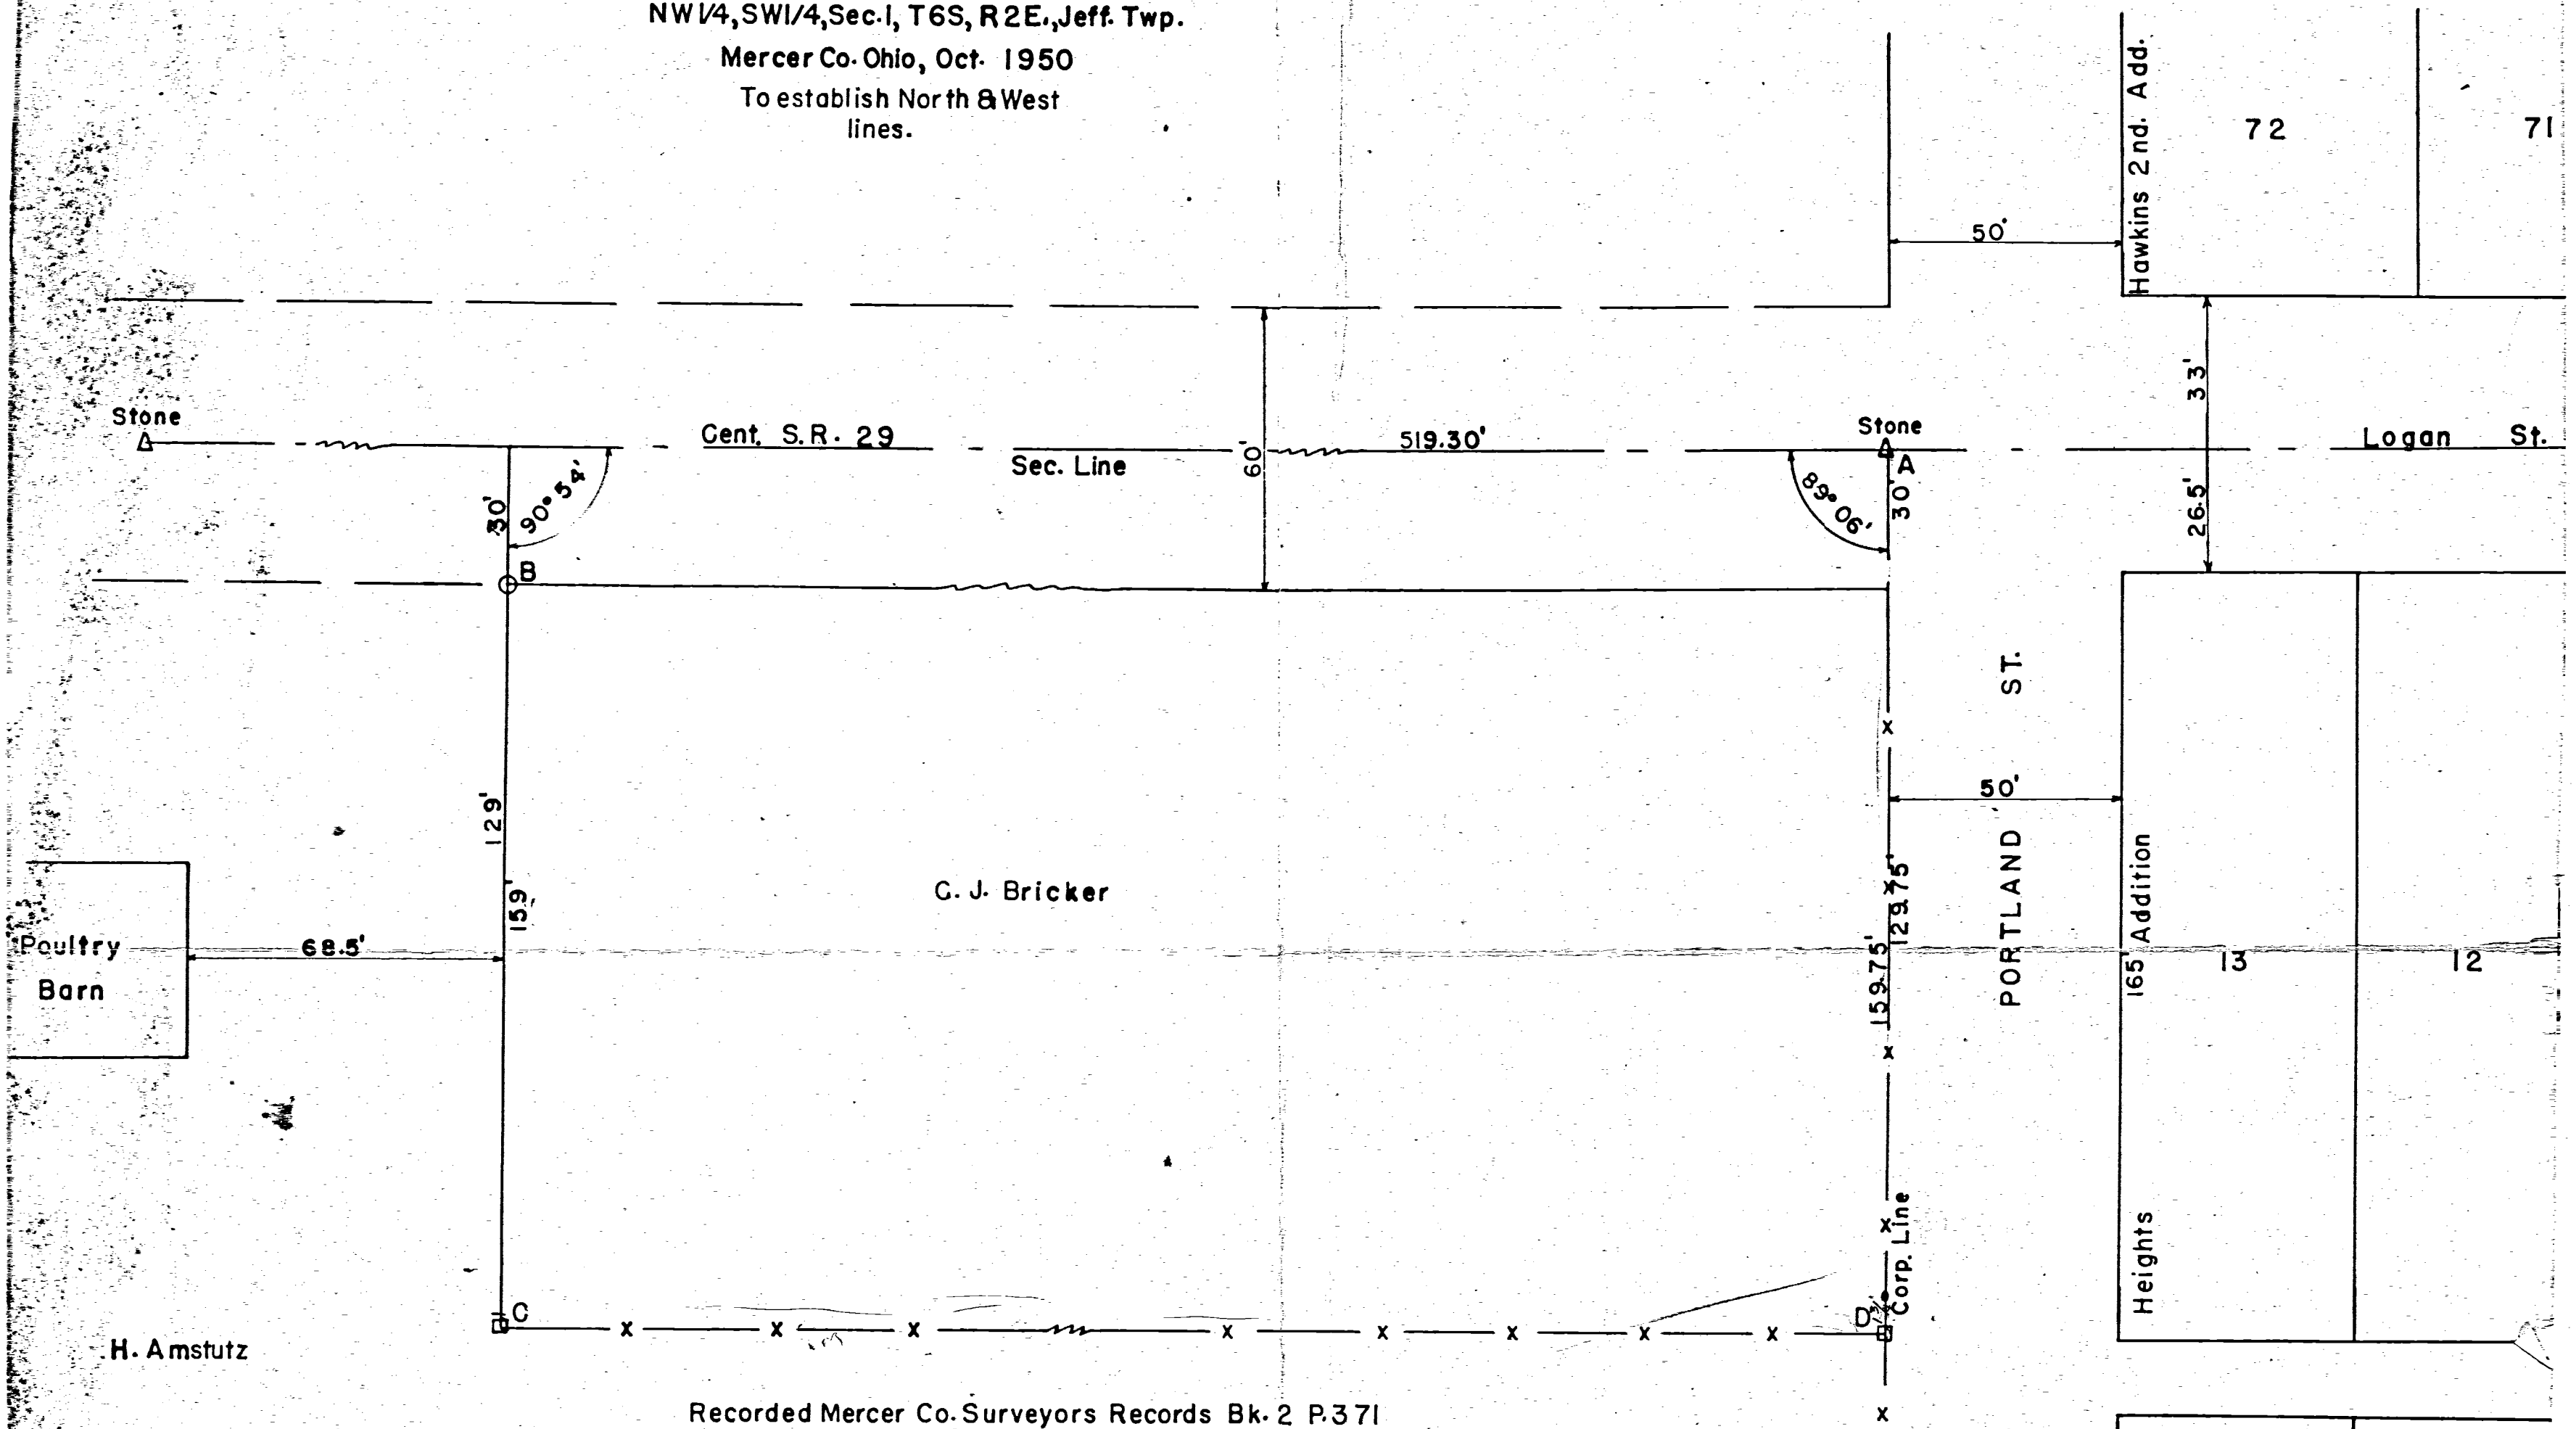 NW1/4, SW1/4, Sec. 1, T6S, R2E., Jeff. Twp.
Mercer Co. Ohio, Oct. 1950
To establish North & West
lines.
Hawkins 2nd. Add.
72
71
50'
33'
Stone
Cent. S.R. 29
519.30'
Stone
Logan St.
Sec. Line
60'
A
30'
90° 54'
89° 06'
30'
26.5'
B
PORTLAND ST.
50'
129'
159'
C. J. Bricker
129.75'
159.75'
Heights Addition
165
13
12
Poultry
Barn
68.5'
Corp. Line
C
D
H. Amstutz
Recorded Mercer Co. Surveyors Records Bk. 2 P. 371